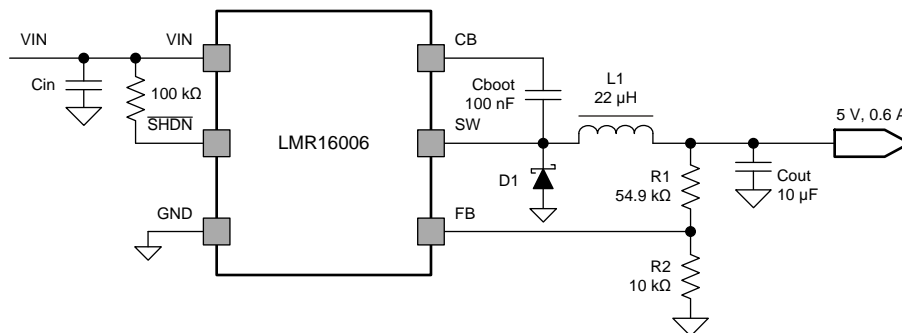 VIN
VIN
CB
Cin
100 kΩ
Cboot
100 nF
L1
22 µH
SHDN
LMR16006
SW
5 V, 0.6 A
D1
R1
54.9 kΩ
Cout
10 µF
GND
FB
R2
10 kΩ